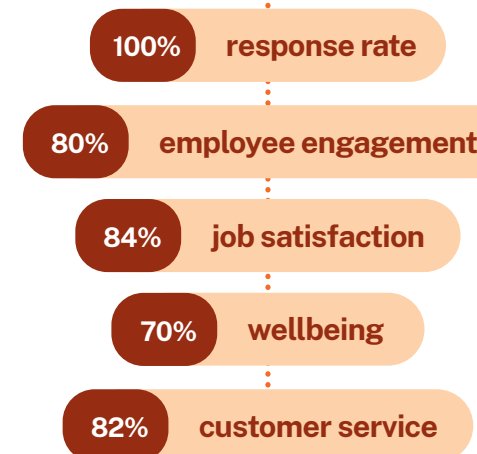 100% response rate
80% employee engagement
84% job satisfaction
70% wellbeing
82% customer service